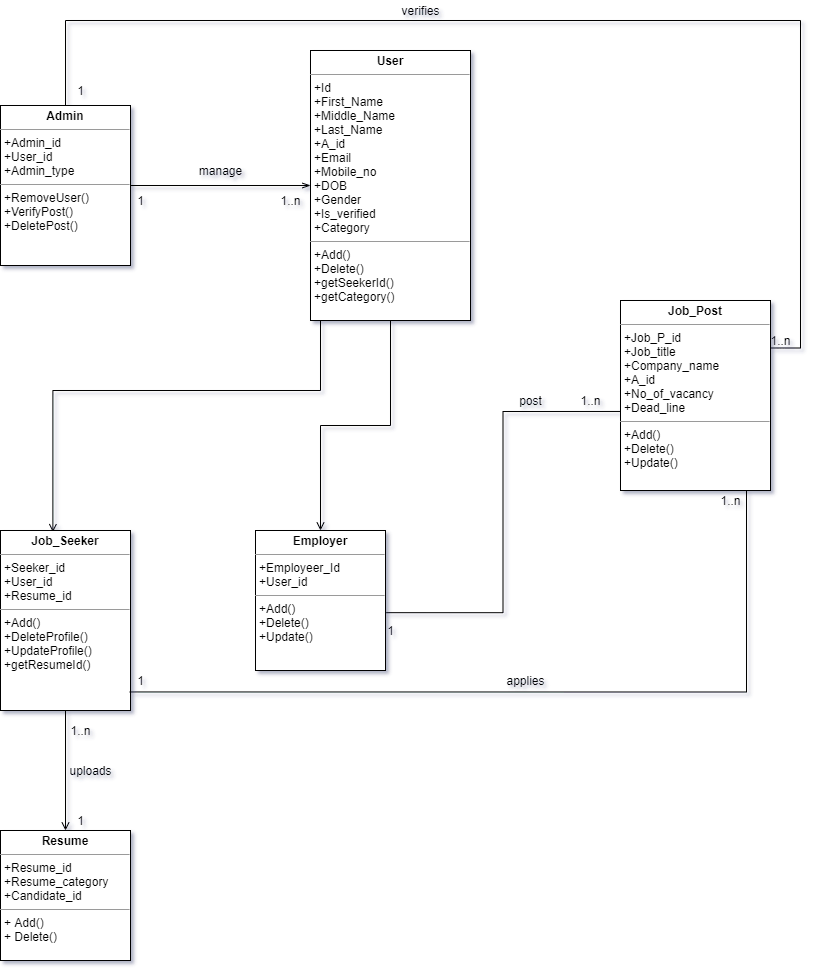 verifies
1
Admin
+Admin_id
+User_id
+Admin_type
+RemoveUser()
+VerifyPost()
+DeletePost()
manage
1
1..n
User
+Id
+First_Name
+Middle_Name
+Last_Name
+A_id
+Email
+Mobile_no
+DOB
+Gender
+Is_verified
+Category
+Add()
+Delete()
+getSeekerId()
+getCategory()
Job_Post
+Job_P_id
+Job_title
+Company_name
+A_id
+No_of_vacancy
+Dead_line
+Add()
+Delete()
+Update()
1..n
post
1..n
1..n
Job_Seeker
+Seeker_id
+User_id
+Resume_id
+Add()
+DeleteProfile()
+UpdateProfile()
+getResumeId()
Employer
+Employeer_Id
+User_id
+Add()
+Delete()
+Update()
1
1
applies
1..n
uploads
1
Resume
+Resume_id
+Resume_category
+Candidate_id
+ Add()
+ Delete()